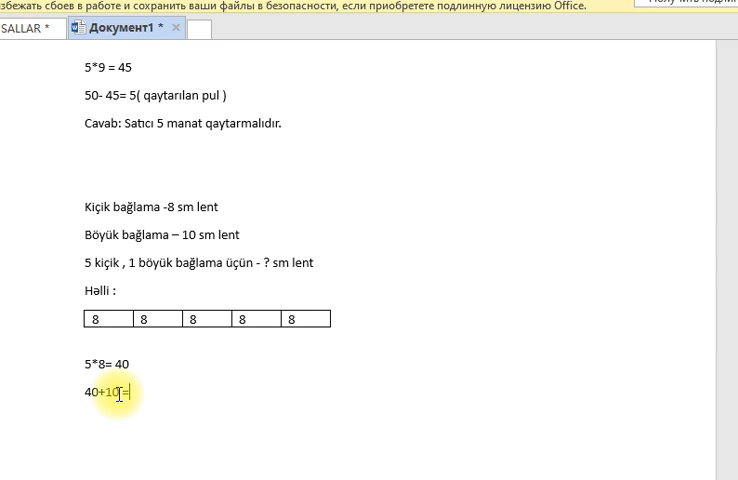 збежать сбоев в работе и сохранить ваши файлы в безопасности, если приобретете подлинную лицензию Office.
SALLAR *
Документ1 *
5*9 = 45
50- 45= 5( qaytarılan pul )
Cavab: Satıcı 5 manat qaytarmalıdır.
Kiçik bağlama -8 sm lent
Böyük bağlama – 10 sm lent
5 kiçik , 1 böyük bağlama üçün - ? sm lent
Həlli :
8 8 8 8 8
5*8= 40
40+10=